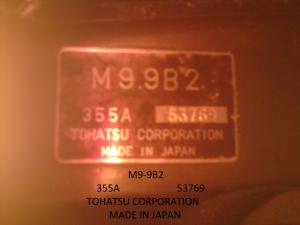 M9.9B2
355A 53769
TOHATSU CORPORATION
MADE IN JAPAN
M9-9B2
355A 53769
TOHATSU CORPORATION
MADE IN JAPAN